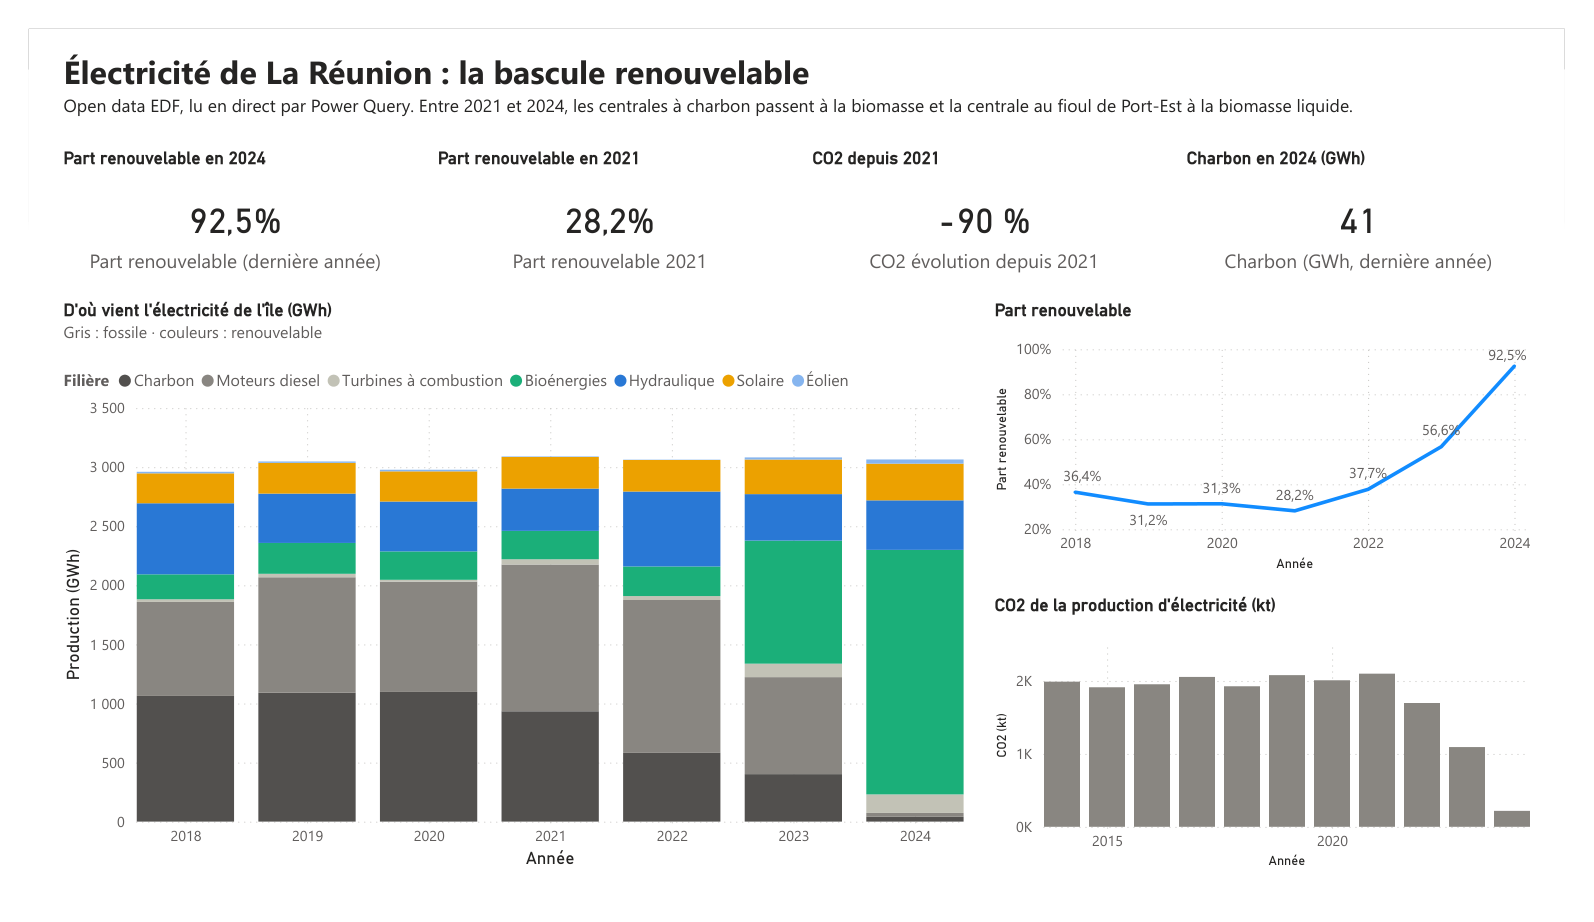 Électricité de La Réunion : la bascule renouvelable
Open data EDF, lu en direct par Power Query. Entre 2021 et 2024, les centrales à charbon passent à la biomasse et la centrale au fioul de Port-Est à la biomasse liquide.
Part renouvelable en 2024
92,5%
Part renouvelable (dernière année)
Part renouvelable en 2021
28,2%
Part renouvelable 2021
CO2 depuis 2021
-90 %
CO2 évolution depuis 2021
Charbon en 2024 (GWh)
41
Charbon (GWh, dernière année)
D'où vient l'électricité de l'île (GWh)
Gris : fossile · couleurs : renouvelable
Filière Charbon Moteurs diesel Turbines à combustion Bioénergies Hydraulique Solaire Éolien
Production (GWh)
3 500
3 000
2 500
2 000
1 500
1 000
500
0
2018 2019 2020 2021 2022 2023 2024
Année
Part renouvelable
Part renouvelable
100%
80%
60%
40%
20%
36,4%
31,2%
31,3%
28,2%
37,7%
56,6%
92,5%
2018 2020 2022 2024
Année
CO2 de la production d'électricité (kt)
CO2 (kt)
2K
1K
0K
2015 2020
Année